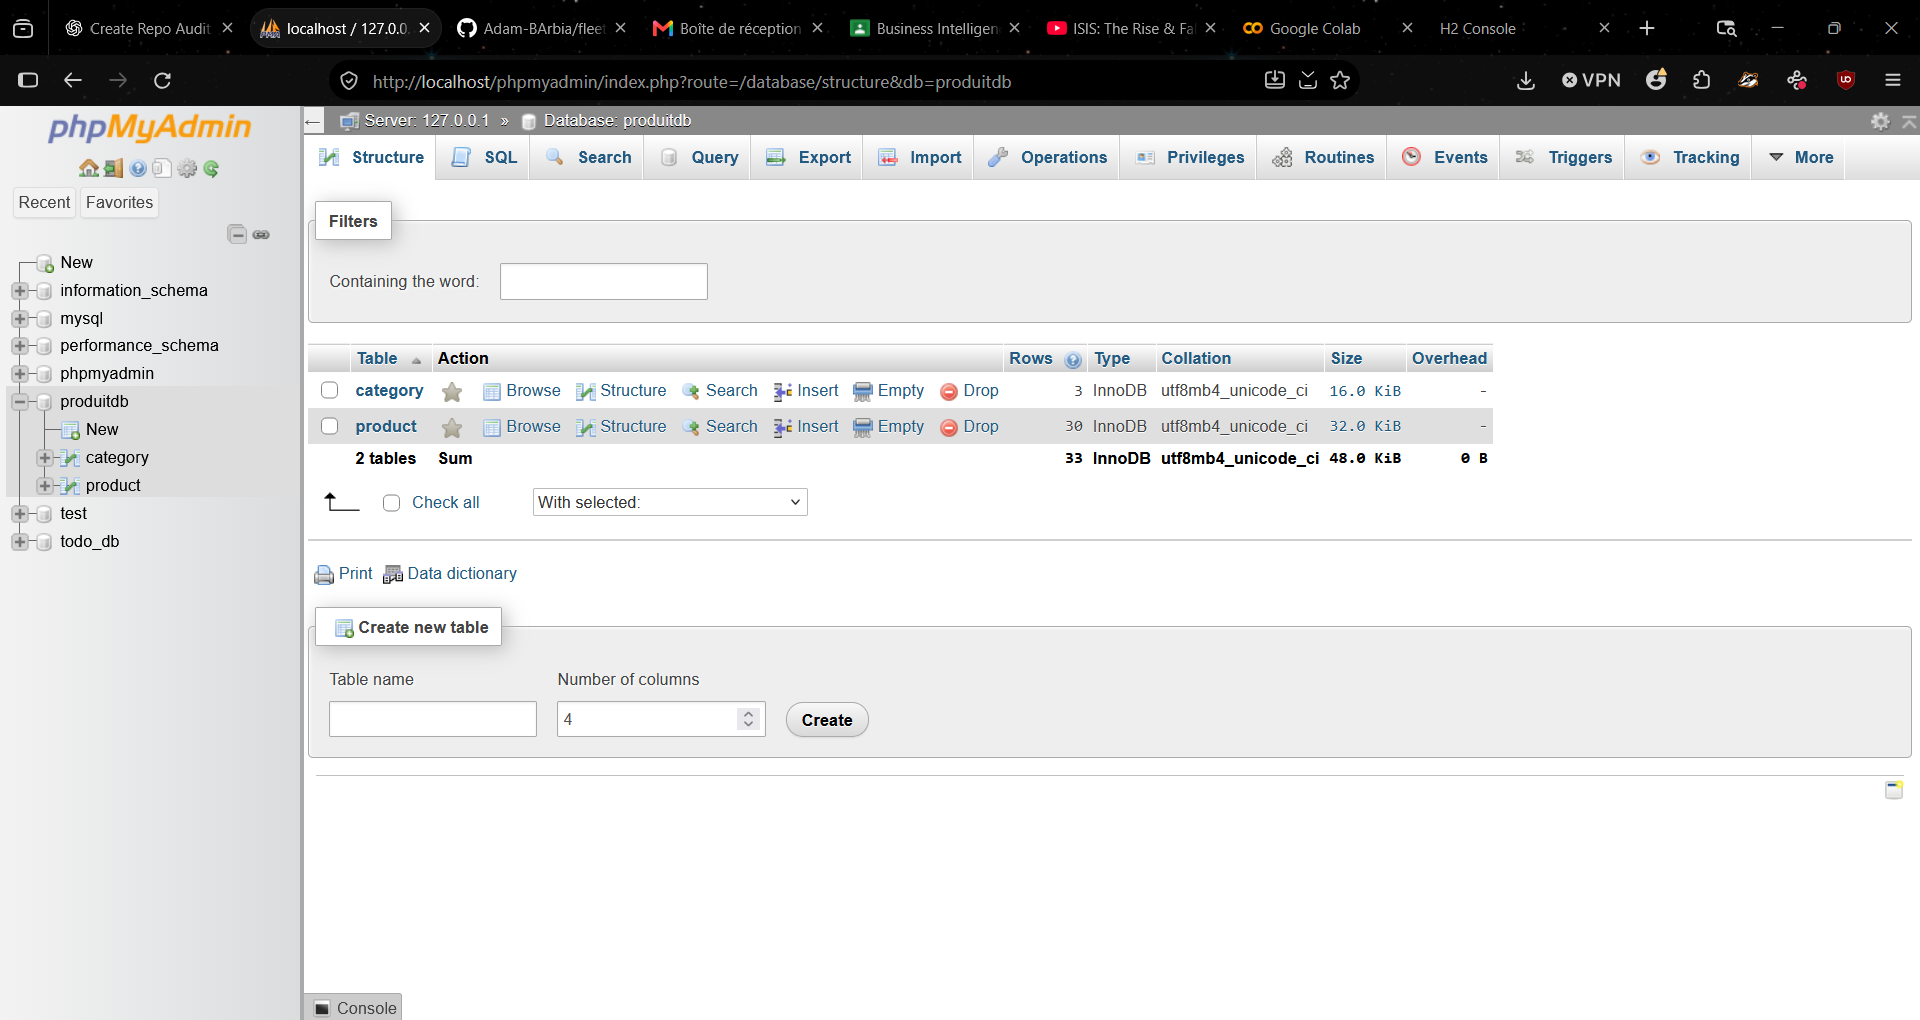 Create Repo Audit
localhost / 127.0.0.
Adam-BArbia/fleet
Boîte de réception
Business Intelligen
ISIS: The Rise & Fal
Google Colab
H2 Console
http://localhost/phpmyadmin/index.php?route=/database/structure&db=produitdb
VPN
phpMyAdmin
Recent
Favorites
New
information_schema
mysql
performance_schema
phpmyadmin
produitdb
New
category
product
test
todo_db
Server: 127.0.0.1 » Database: produitdb
Structure SQL Search Query Export Import Operations Privileges Routines Events Triggers Tracking More
Filters
Containing the word:
Table Action Rows Type Collation Size Overhead
category Browse Structure Search Insert Empty Drop 3 InnoDB utf8mb4_unicode_ci 16.0 KiB -
product Browse Structure Search Insert Empty Drop 30 InnoDB utf8mb4_unicode_ci 32.0 KiB -
2 tables Sum 33 InnoDB utf8mb4_unicode_ci 48.0 KiB 0 B
Check all With selected:
Print Data dictionary
Create new table
Table name Number of columns
4 Create
Console